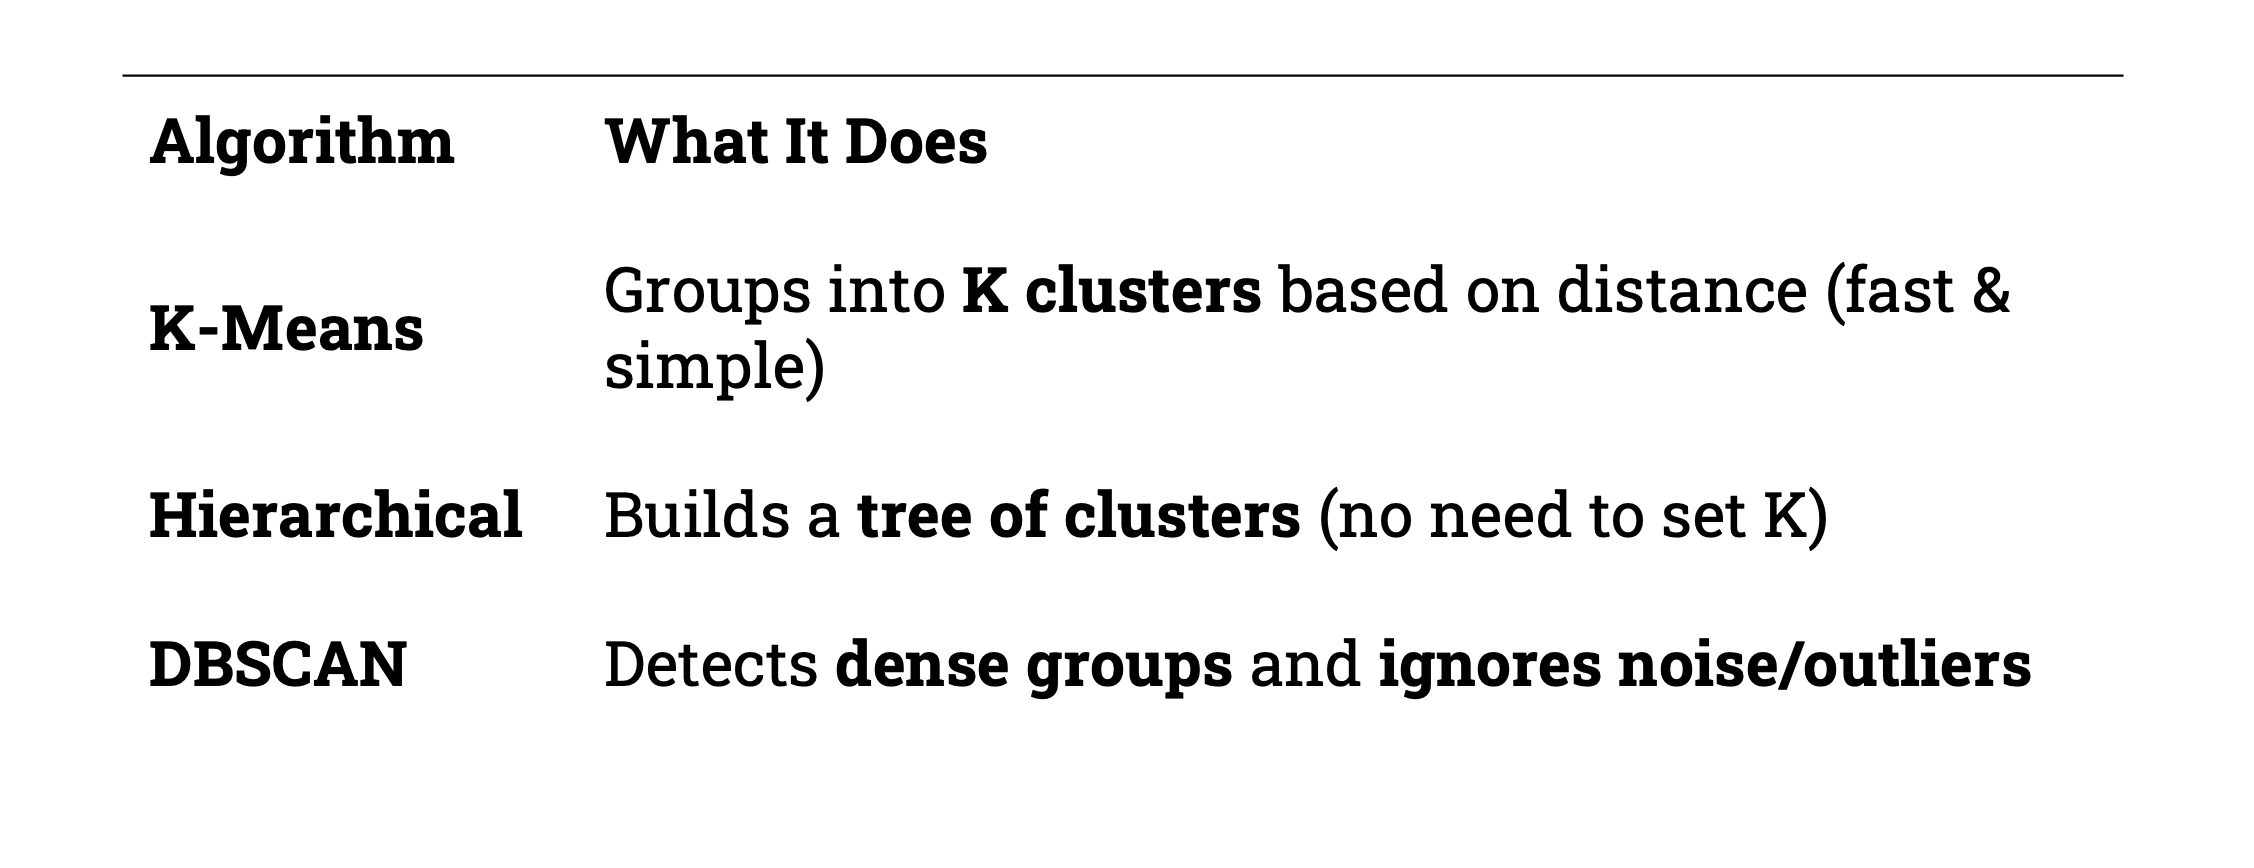 Algorithm What It Does
K-Means Groups into K clusters based on distance (fast &
simple)
Hierarchical Builds a tree of clusters (no need to set K)
DBSCAN Detects dense groups and ignores noise/outliers